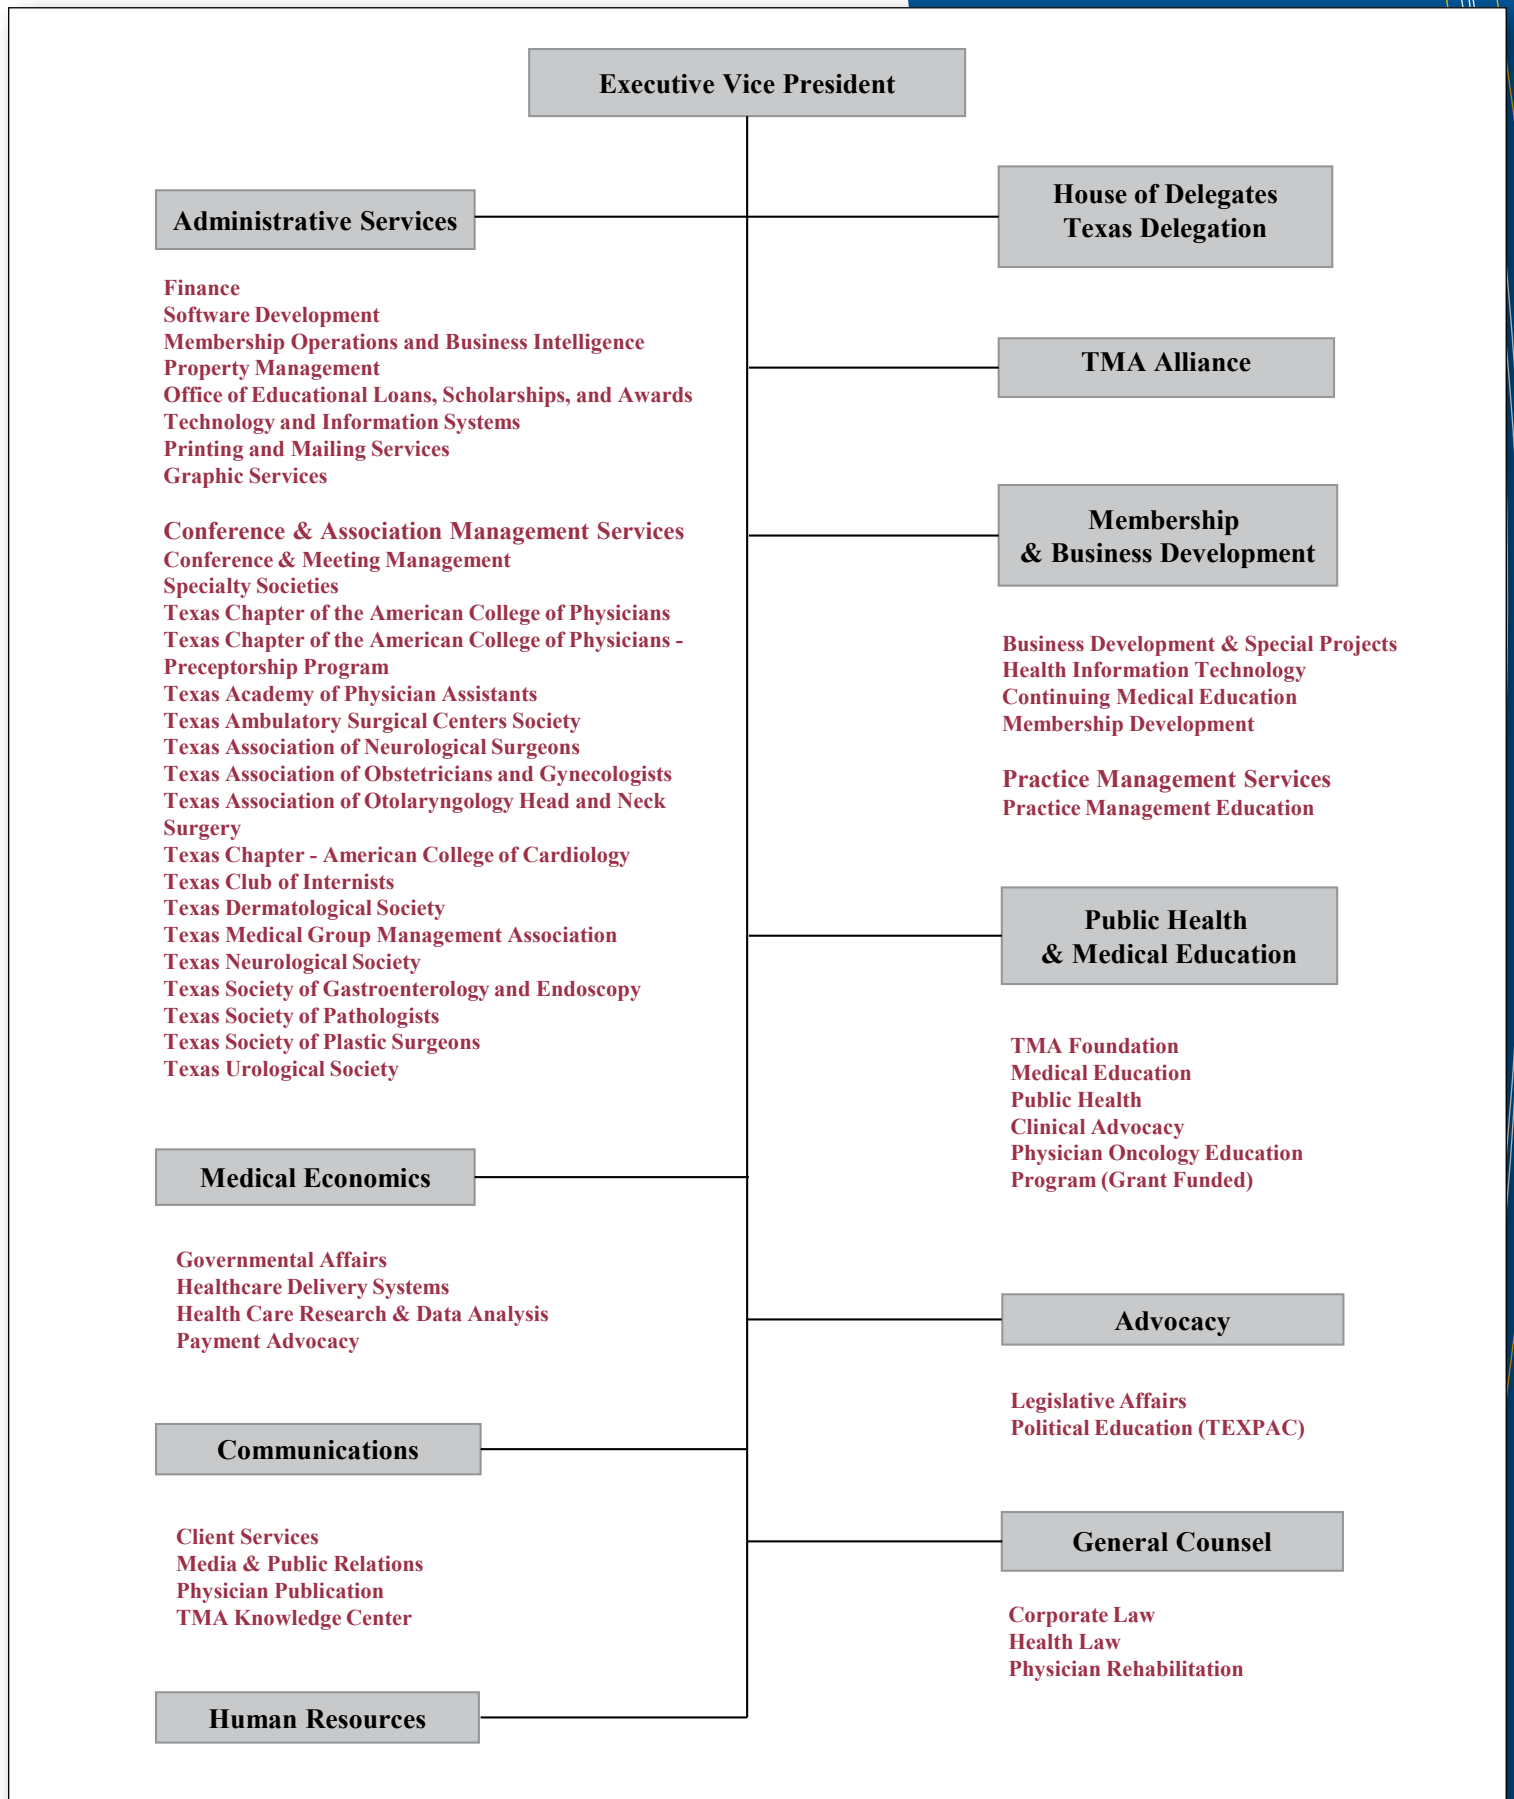 Executive Vice President
Administrative Services
Finance
Software Development
Membership Operations and Business Intelligence
Property Management
Office of Educational Loans, Scholarships, and Awards
Technology and Information Systems
Printing and Mailing Services
Graphic Services
Conference & Association Management Services
Conference & Meeting Management
Specialty Societies
Texas Chapter of the American College of Physicians
Texas Chapter of the American College of Physicians -
Preceptorship Program
Texas Academy of Physician Assistants
Texas Ambulatory Surgical Centers Society
Texas Association of Neurological Surgeons
Texas Association of Obstetricians and Gynecologists
Texas Association of Otolaryngology Head and Neck
Surgery
Texas Chapter - American College of Cardiology
Texas Club of Internists
Texas Dermatological Society
Texas Medical Group Management Association
Texas Neurological Society
Texas Society of Gastroenterology and Endoscopy
Texas Society of Pathologists
Texas Society of Plastic Surgeons
Texas Urological Society
Medical Economics
Governmental Affairs
Healthcare Delivery Systems
Health Care Research & Data Analysis
Payment Advocacy
Communications
Client Services
Media & Public Relations
Physician Publication
TMA Knowledge Center
Human Resources
House of Delegates
Texas Delegation
TMA Alliance
Membership
& Business Development
Business Development & Special Projects
Health Information Technology
Continuing Medical Education
Membership Development
Practice Management Services
Practice Management Education
Public Health
& Medical Education
TMA Foundation
Medical Education
Public Health
Clinical Advocacy
Physician Oncology Education
Program (Grant Funded)
Advocacy
Legislative Affairs
Political Education (TEXPAC)
General Counsel
Corporate Law
Health Law
Physician Rehabilitation